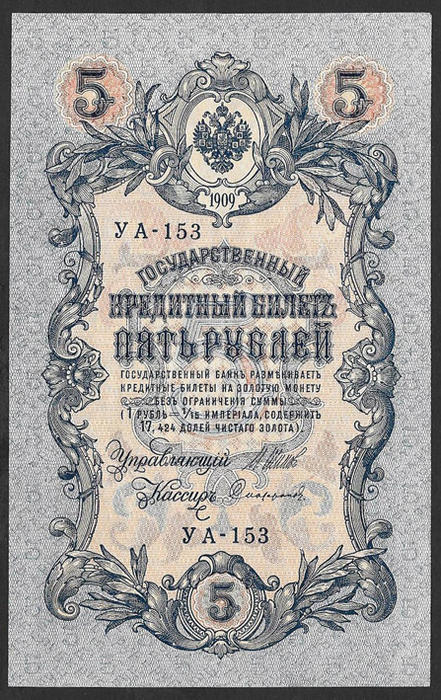 5 5
1909
УА-153
ГОСУДАРСТВЕННЫЙ
КРЕДИТНЫЙ БИЛЕТЪ
ПЯТЬ РУБЛЕЙ
ГОСУДАРСТВЕННЫЙ БАНКЪ РАЗМѢНИВАЕТЪ
КРЕДИТНЫЕ БИЛЕТЫ НА ЗОЛОТУЮ МОНЕТУ
БЕЗЪ ОГРАНИЧЕНІЯ СУММЫ
(1 РУБЛЬ = 1/15 ИМПЕРІАЛА, СОДЕРЖИТЪ
17,424 ДОЛЕЙ ЧИСТАГО ЗОЛОТА).
Управляющій
Кассиръ
УА-153
5